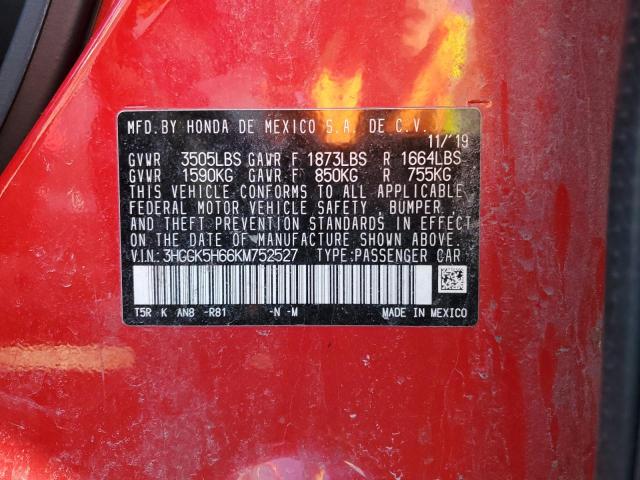 MFD. BY HONDA DE MEXICO S.A. DE C.V.
11/'19
GVWR 3505LBS GAWR F 1873LBS R 1664LBS
GVWR 1590KG GAWR F 850KG R 755KG
THIS VEHICLE CONFORMS TO ALL APPLICABLE
FEDERAL MOTOR VEHICLE SAFETY , BUMPER ,
AND THEFT PREVENTION STANDARDS IN EFFECT
ON THE DATE OF MANUFACTURE SHOWN ABOVE.
V.I.N: 3HGGK5H66KM752527 TYPE:PASSENGER CAR
T5R K AN8 -R81 -N -M MADE IN MEXICO